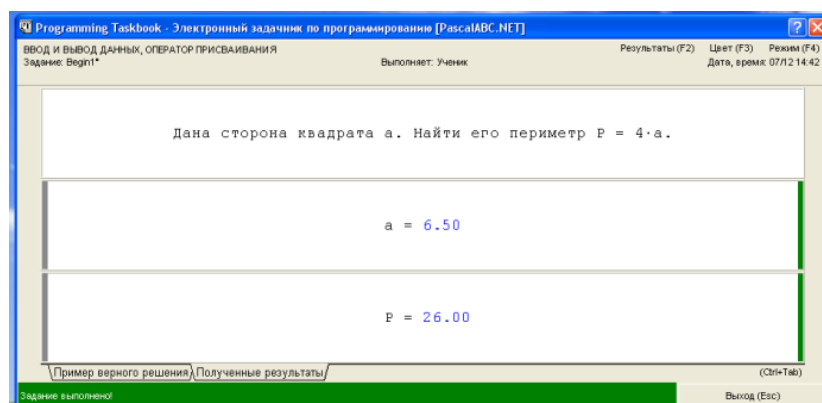 Programming Taskbook - Электронный задачник по программированию [PascalABC.NET]
ВВОД И ВЫВОД ДАННЫХ, ОПЕРАТОР ПРИСВАИВАНИЯ
Результаты (F2) Цвет (F3) Режим (F4)
Задание: Begin1*
Выполняет: Ученик
Дата, время: 07/12 14:42
Дана сторона квадрата a. Найти его периметр P = 4·a.
a = 6.50
P = 26.00
Пример верного решения Полученные результаты
(Ctrl+Tab)
Задание выполнено!
Выход (Esc)